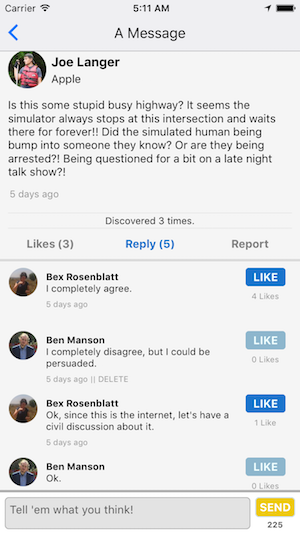 Carrier 5:11 AM
A Message
Joe Langer
Apple
Is this some stupid busy highway? It seems the
simulator always stops at this intersection and waits
there for forever!! Did the simulated human being
bump into someone they know? Or are they being
arrested?! Being questioned for a bit on a late night
talk show?!
5 days ago
Discovered 3 times.
Likes (3) Reply (5) Report
Bex Rosenblatt
I completely agree.
5 days ago
LIKE
4 Likes
Ben Manson
I completely disagree, but I could be
persuaded.
5 days ago || DELETE
LIKE
0 Likes
Bex Rosenblatt
Ok, since this is the internet, let's have a
civil discussion about it.
5 days ago
LIKE
1 Like
Ben Manson
Ok.
LIKE
0 Likes
Tell 'em what you think!
SEND
225